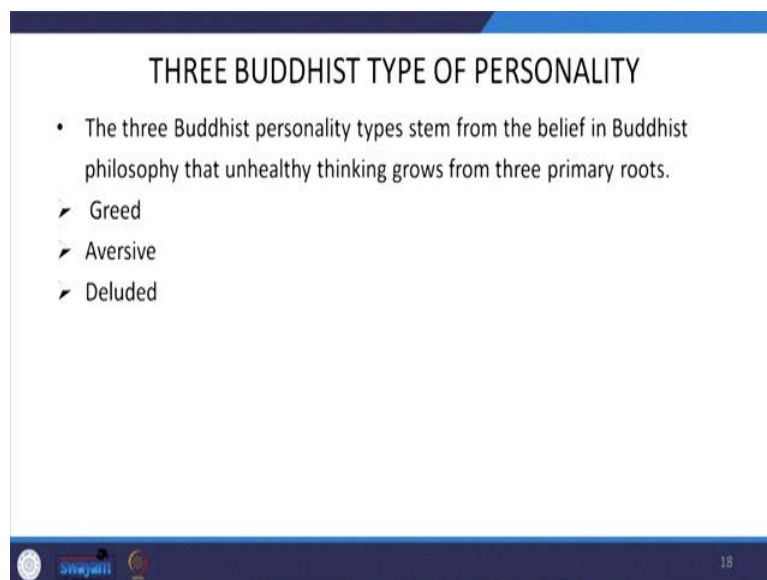 THREE BUDDHIST TYPE OF PERSONALITY
• The three Buddhist personality types stem from the belief in Buddhist
philosophy that unhealthy thinking grows from three primary roots.
➤ Greed
➤ Aversive
➤ Deluded
swayam
18